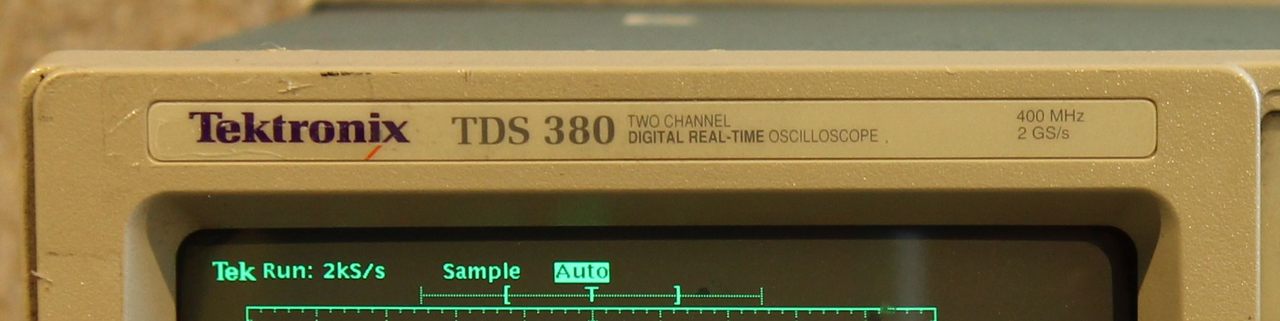 Tektronix TDS 380 TWO CHANNEL
DIGITAL REAL-TIME OSCILLOSCOPE
400 MHz
2 GS/s
Tek Run: 2kS/s Sample Auto
T